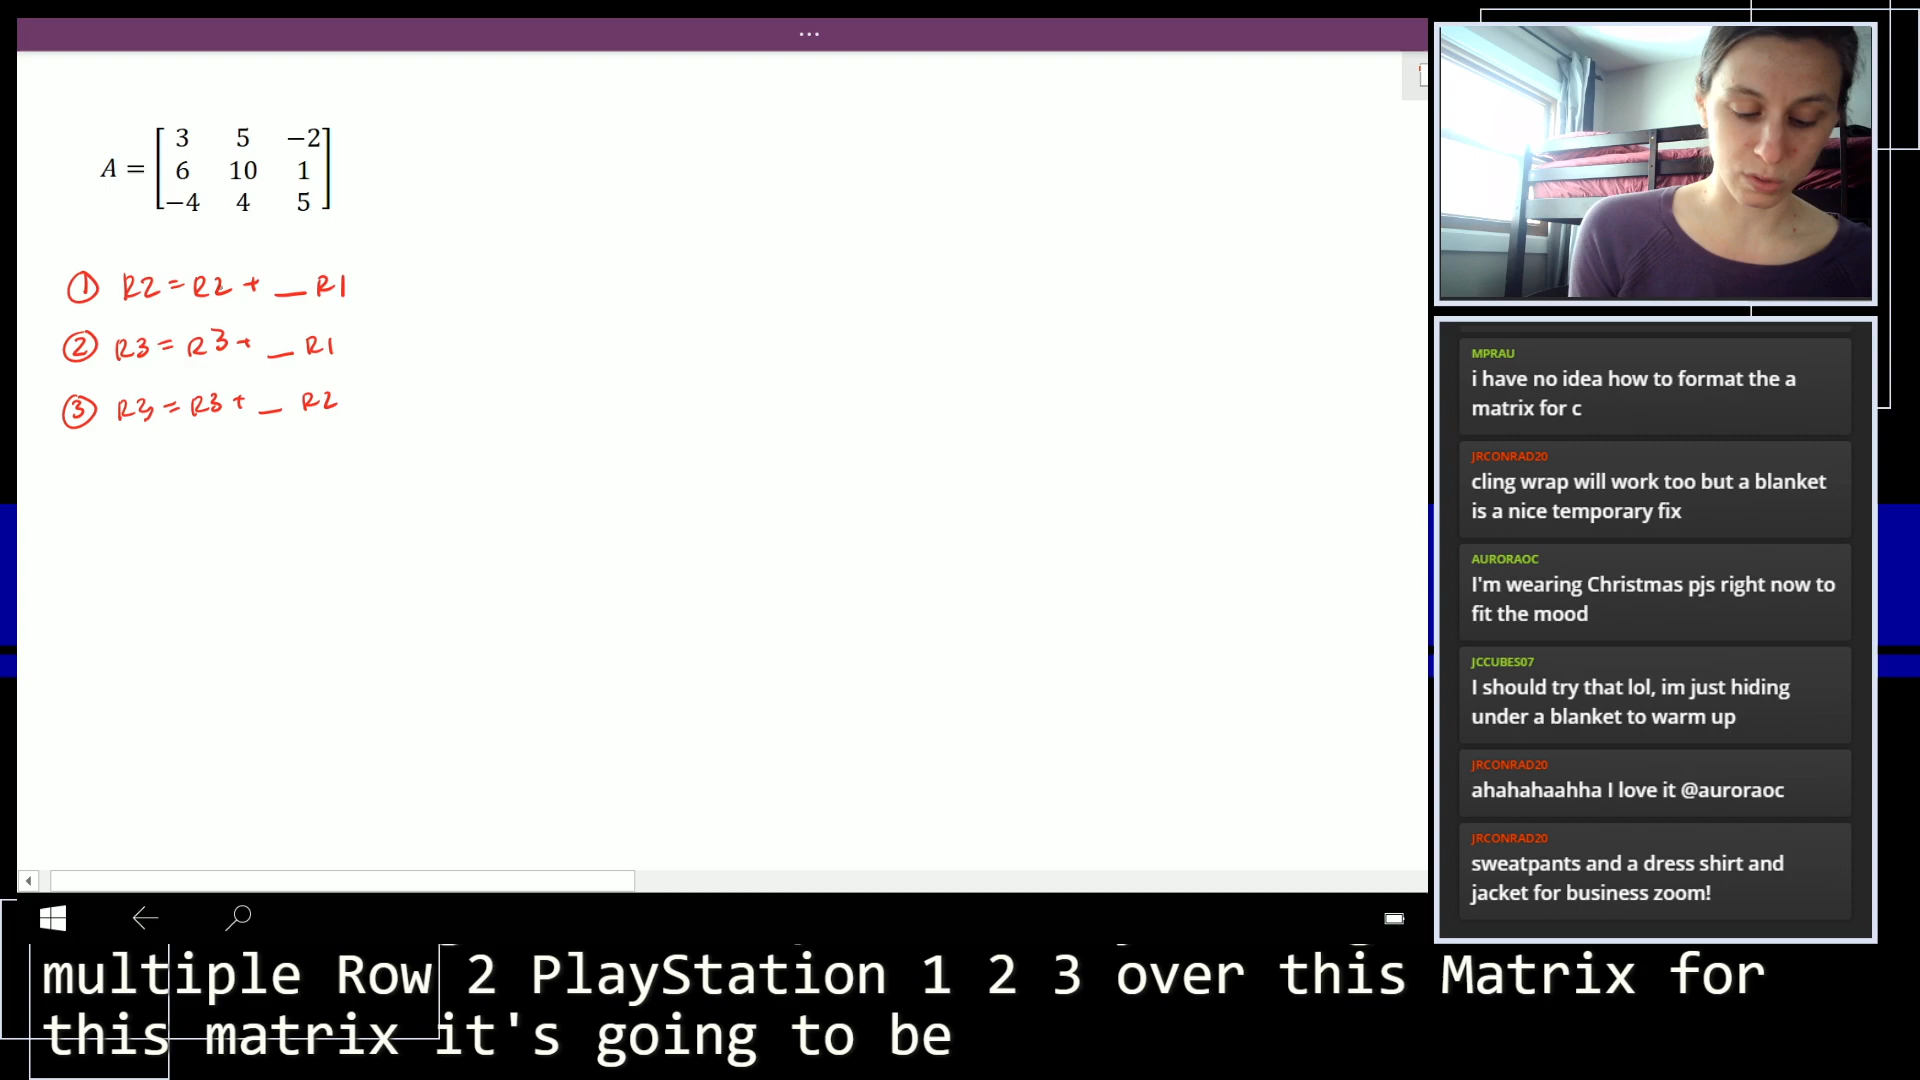 ...
A = [ 3 5 −2
6 10 1
−4 4 5 ]
① R2 = R2 + _ R1
② R3 = R3 + _ R1
③ R3 = R3 + _ R2
MPRAU
i have no idea how to format the a
matrix for c
JRCONRAD20
cling wrap will work too but a blanket
is a nice temporary fix
AURORAOC
I'm wearing Christmas pjs right now to
fit the mood
JCCUBES07
I should try that lol, im just hiding
under a blanket to warm up
JRCONRAD20
ahahahaahha I love it @auroraoc
JRCONRAD20
sweatpants and a dress shirt and
jacket for business zoom!
multiple Row 2 PlayStation 1 2 3 over this Matrix for
this matrix it's going to be